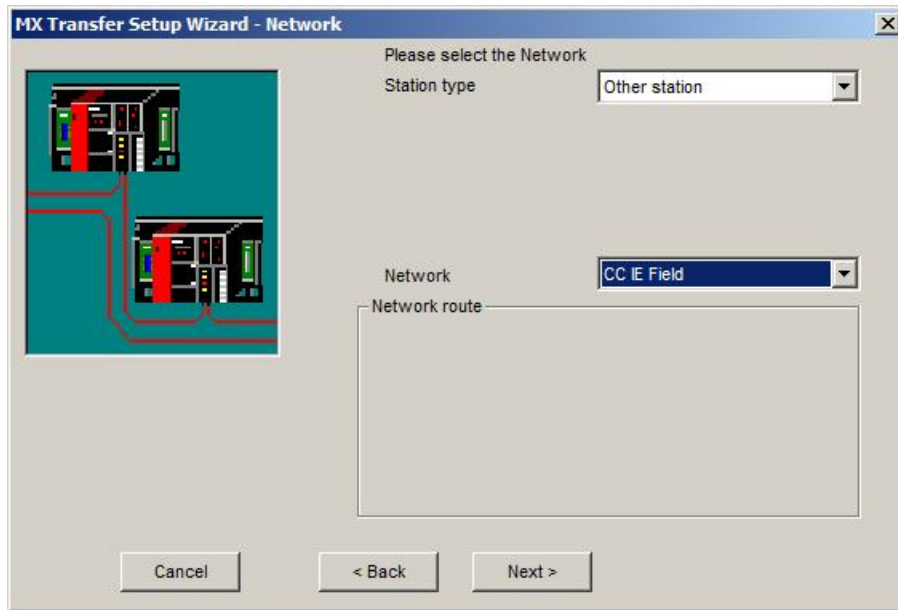 MX Transfer Setup Wizard - Network
Please select the Network
Station type
Other station
Network
CC IE Field
Network route
Cancel
< Back
Next >